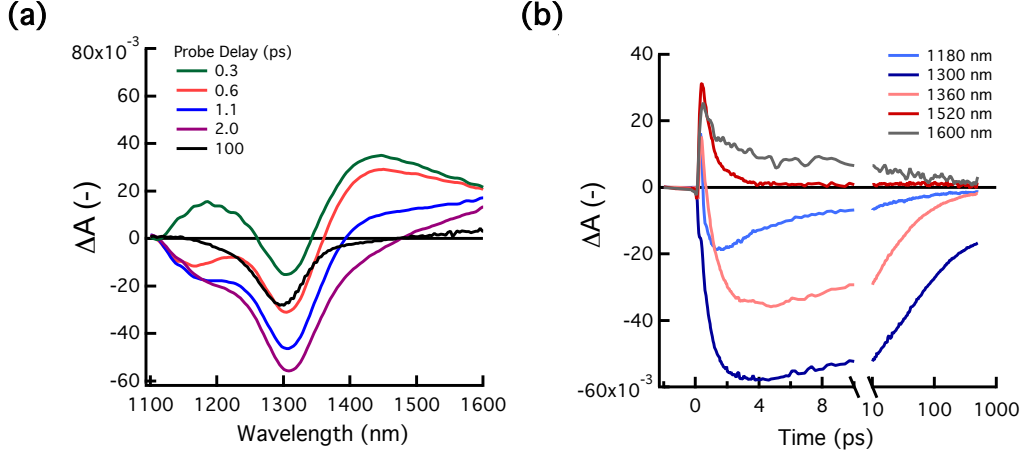 (a)
80x10⁻³
60
40
20
0
-20
-40
-60
ΔA (-)
Probe Delay (ps)
0.3
0.6
1.1
2.0
100
1100 1200 1300 1400 1500 1600
Wavelength (nm)
(b)
40
20
0
-20
-40
-60x10⁻³
ΔA (-)
1180 nm
1300 nm
1360 nm
1520 nm
1600 nm
0 4 8 10 100 1000
Time (ps)